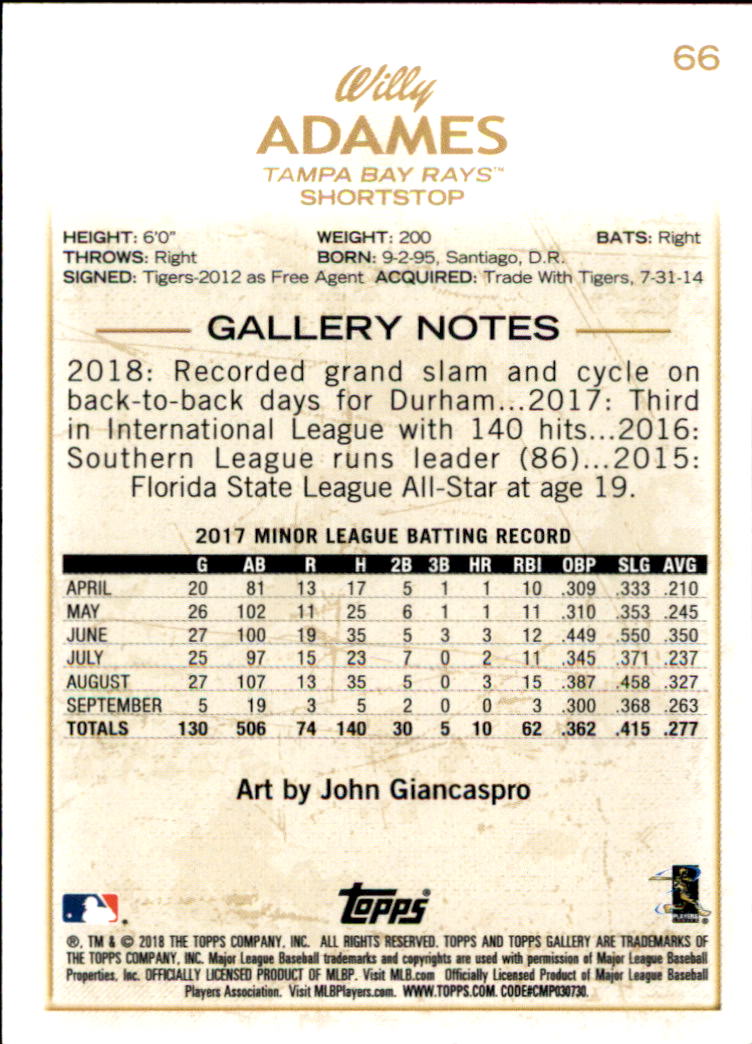 66
Willy
ADAMES
TAMPA BAY RAYS™
SHORTSTOP
HEIGHT: 6'0" WEIGHT: 200 BATS: Right
THROWS: Right BORN: 9-2-95, Santiago, D.R.
SIGNED: Tigers-2012 as Free Agent ACQUIRED: Trade With Tigers, 7-31-14
GALLERY NOTES
2018: Recorded grand slam and cycle on
back-to-back days for Durham...2017: Third
in International League with 140 hits...2016:
Southern League runs leader (86)...2015:
Florida State League All-Star at age 19.
2017 MINOR LEAGUE BATTING RECORD
G AB R H 2B 3B HR RBI OBP SLG AVG
APRIL 20 81 13 17 5 1 1 10 .309 .333 .210
MAY 26 102 11 25 6 1 1 11 .310 .353 .245
JUNE 27 100 19 35 5 3 3 12 .449 .550 .350
JULY 25 97 15 23 7 0 2 11 .345 .371 .237
AUGUST 27 107 13 35 5 0 3 15 .387 .458 .327
SEPTEMBER 5 19 3 5 2 0 0 3 .300 .368 .263
TOTALS 130 506 74 140 30 5 10 62 .362 .415 .277
Art by John Giancaspro
topps®
PLAYERS
®, TM & © 2018 THE TOPPS COMPANY, INC. ALL RIGHTS RESERVED. TOPPS AND TOPPS GALLERY ARE TRADEMARKS OF
THE TOPPS COMPANY, INC. Major League Baseball trademarks and copyrights are used with permission of Major League Baseball
Properties, Inc. OFFICIALLY LICENSED PRODUCT OF MLBP. Visit MLB.com Officially Licensed Product of Major League Baseball
Players Association. Visit MLBPlayers.com. WWW.TOPPS.COM. CODE#CMP030730.